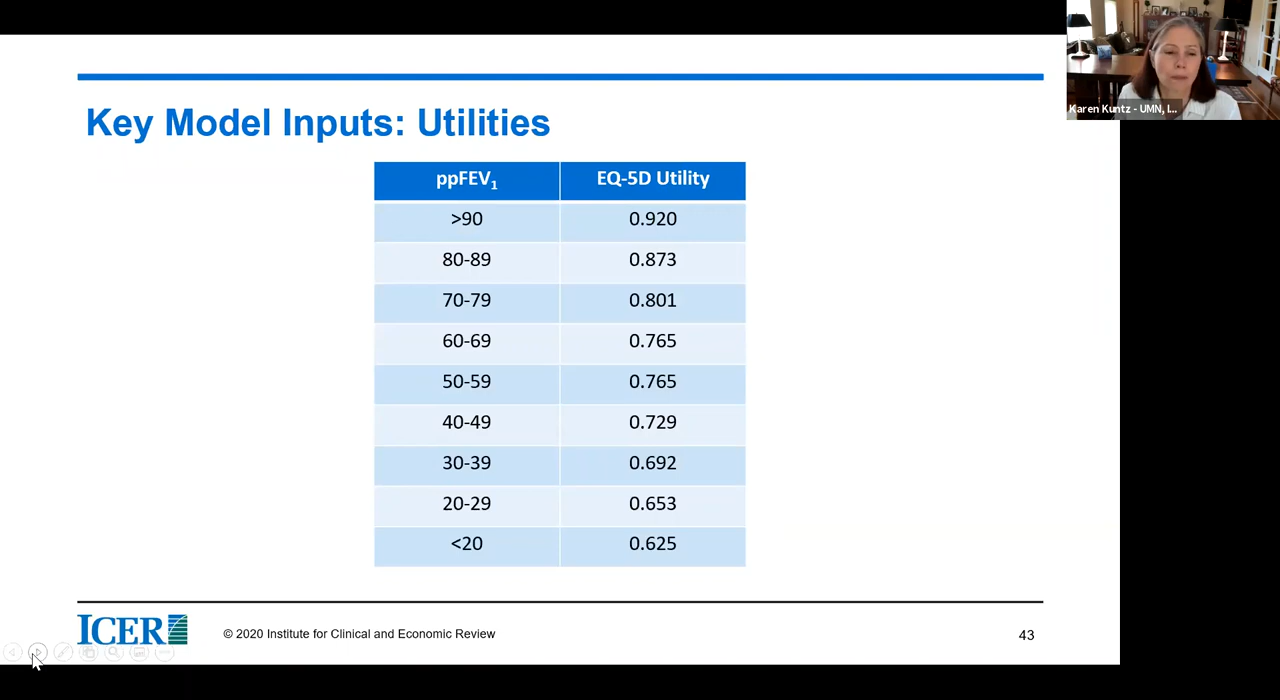 Karen Kuntz - UMN, I...
Key Model Inputs: Utilities
ppFEV1 EQ-5D Utility
>90 0.920
80-89 0.873
70-79 0.801
60-69 0.765
50-59 0.765
40-49 0.729
30-39 0.692
20-29 0.653
<20 0.625
ICER
© 2020 Institute for Clinical and Economic Review
43